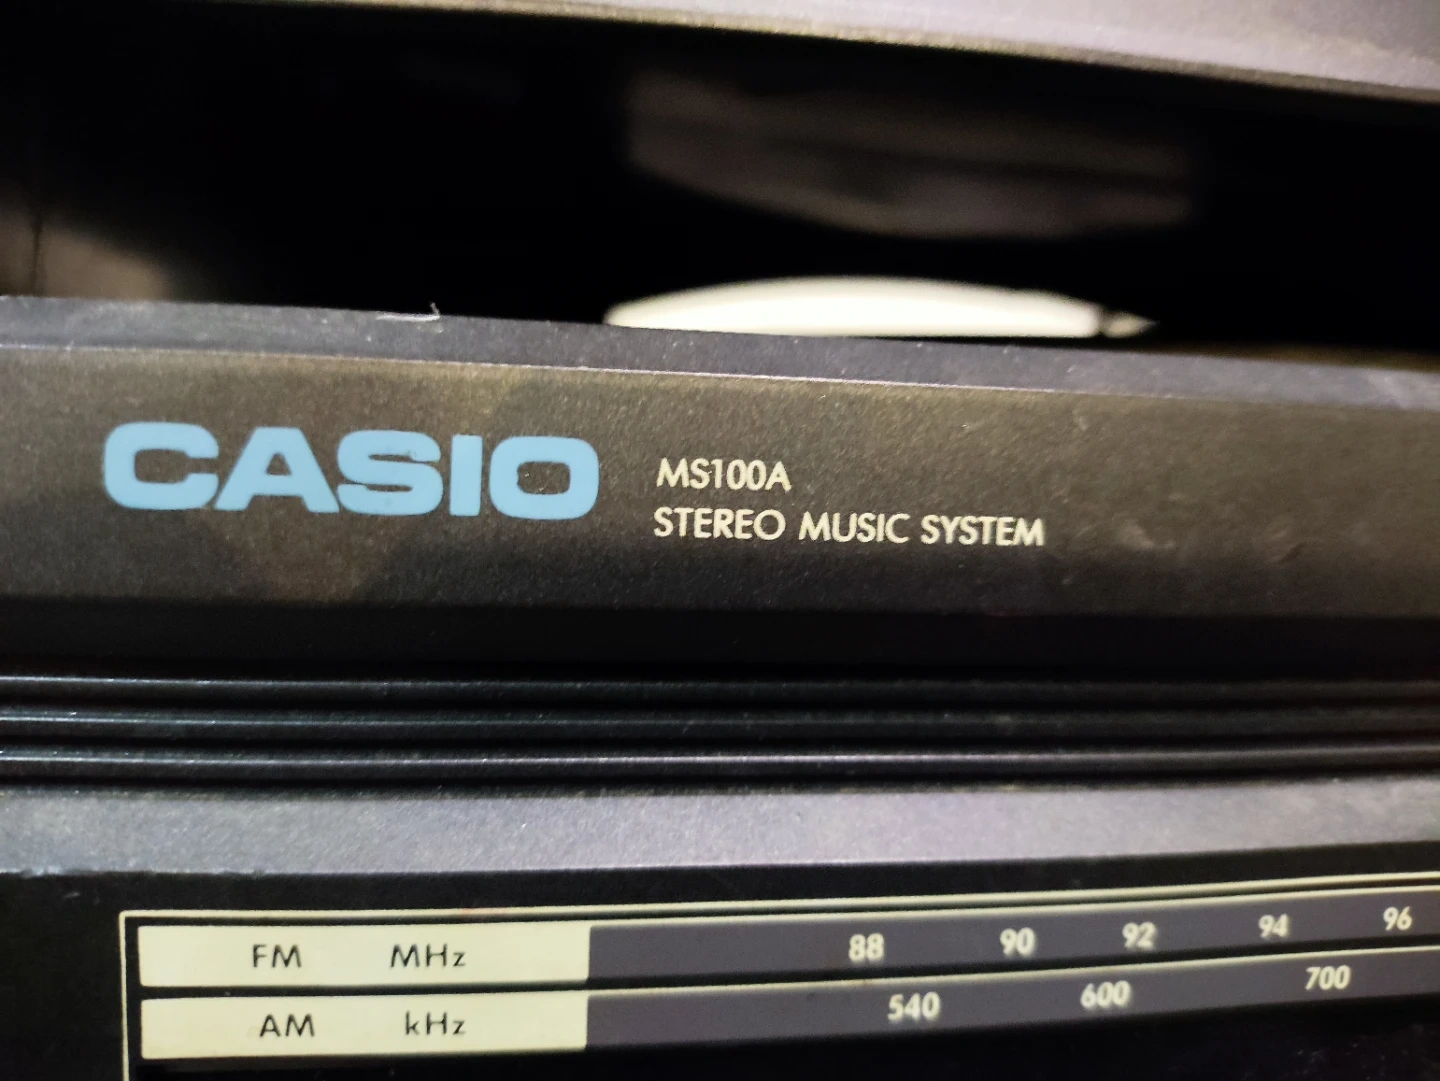 CASIO
MS100A
STEREO MUSIC SYSTEM
FM MHz 88 90 92 94 96
AM kHz 540 600 700